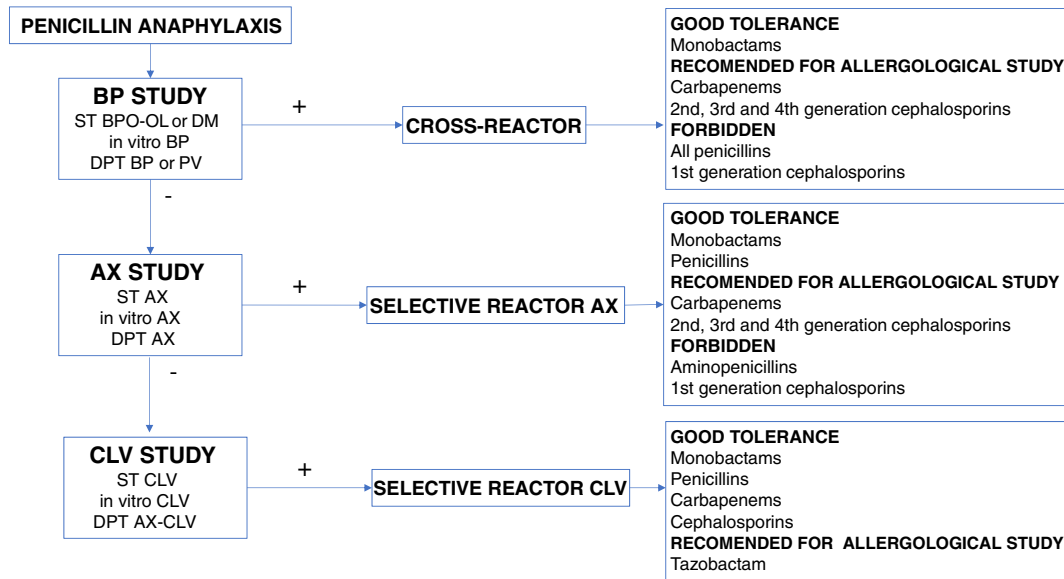 PENICILLIN ANAPHYLAXIS
BP STUDY
ST BPO-OL or DM
in vitro BP
DPT BP or PV
+
CROSS-REACTOR
GOOD TOLERANCE
Monobactams
RECOMENDED FOR ALLERGOLOGICAL STUDY
Carbapenems
2nd, 3rd and 4th generation cephalosporins
FORBIDDEN
All penicillins
1st generation cephalosporins
-
AX STUDY
ST AX
in vitro AX
DPT AX
+
SELECTIVE REACTOR AX
GOOD TOLERANCE
Monobactams
Penicillins
RECOMENDED FOR ALLERGOLOGICAL STUDY
Carbapenems
2nd, 3rd and 4th generation cephalosporins
FORBIDDEN
Aminopenicillins
1st generation cephalosporins
-
CLV STUDY
ST CLV
in vitro CLV
DPT AX-CLV
+
SELECTIVE REACTOR CLV
GOOD TOLERANCE
Monobactams
Penicillins
Carbapenems
Cephalosporins
RECOMENDED FOR ALLERGOLOGICAL STUDY
Tazobactam